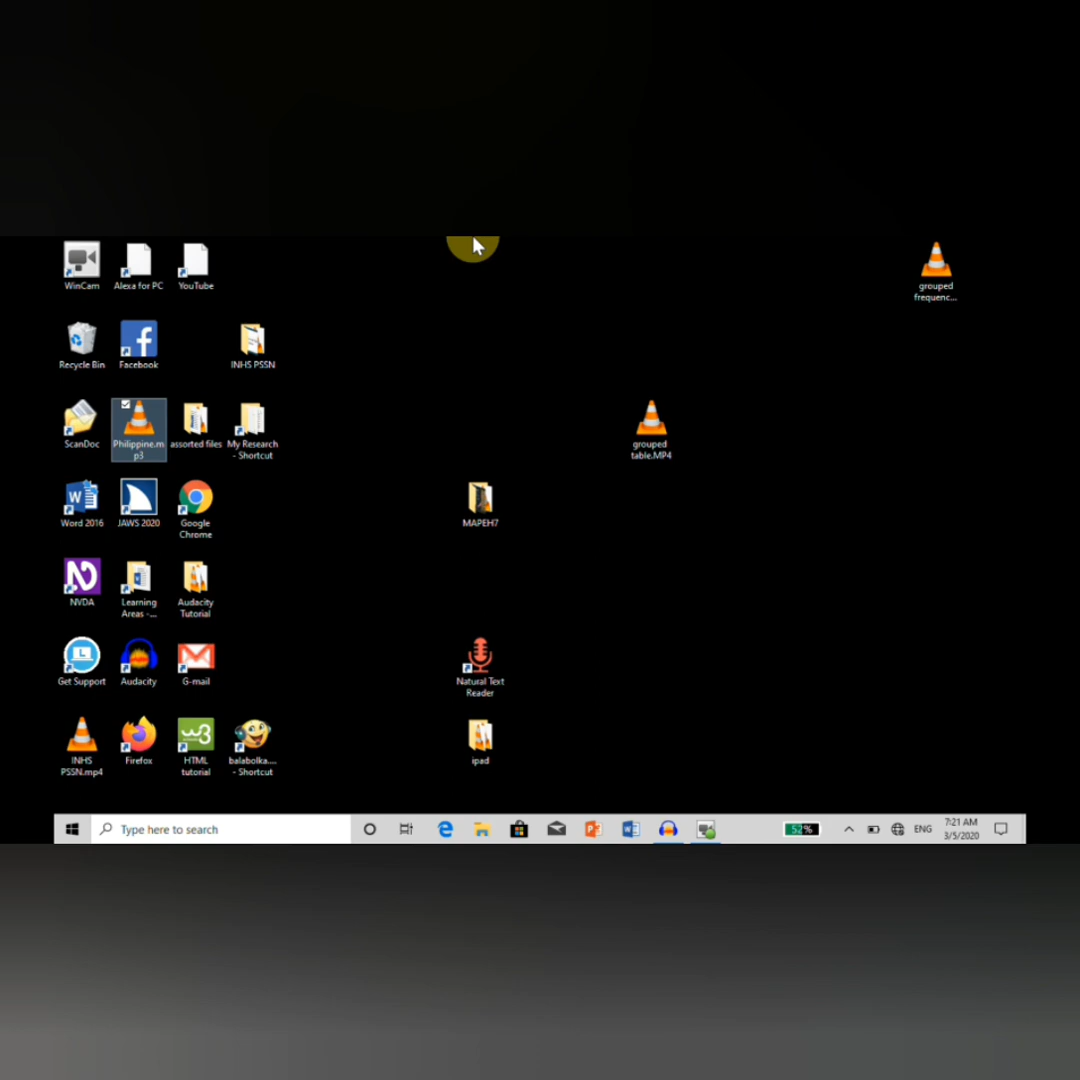 WinCam
Alexa for PC
YouTube
grouped
frequenc...
Recycle Bin
Facebook
INHS PSSN
ScanDoc
Philippine.m
p3
assorted files
My Research
- Shortcut
grouped
table.MP4
Word 2016
JAWS 2020
Google
Chrome
MAPEH7
NVDA
Learning
Areas -...
Audacity
Tutorial
Get Support
Audacity
G-mail
Natural Text
Reader
INHS
PSSN.mp4
Firefox
HTML
tutorial
balabolka....
- Shortcut
ipad
Type here to search
52%
ENG
7:21 AM
3/5/2020